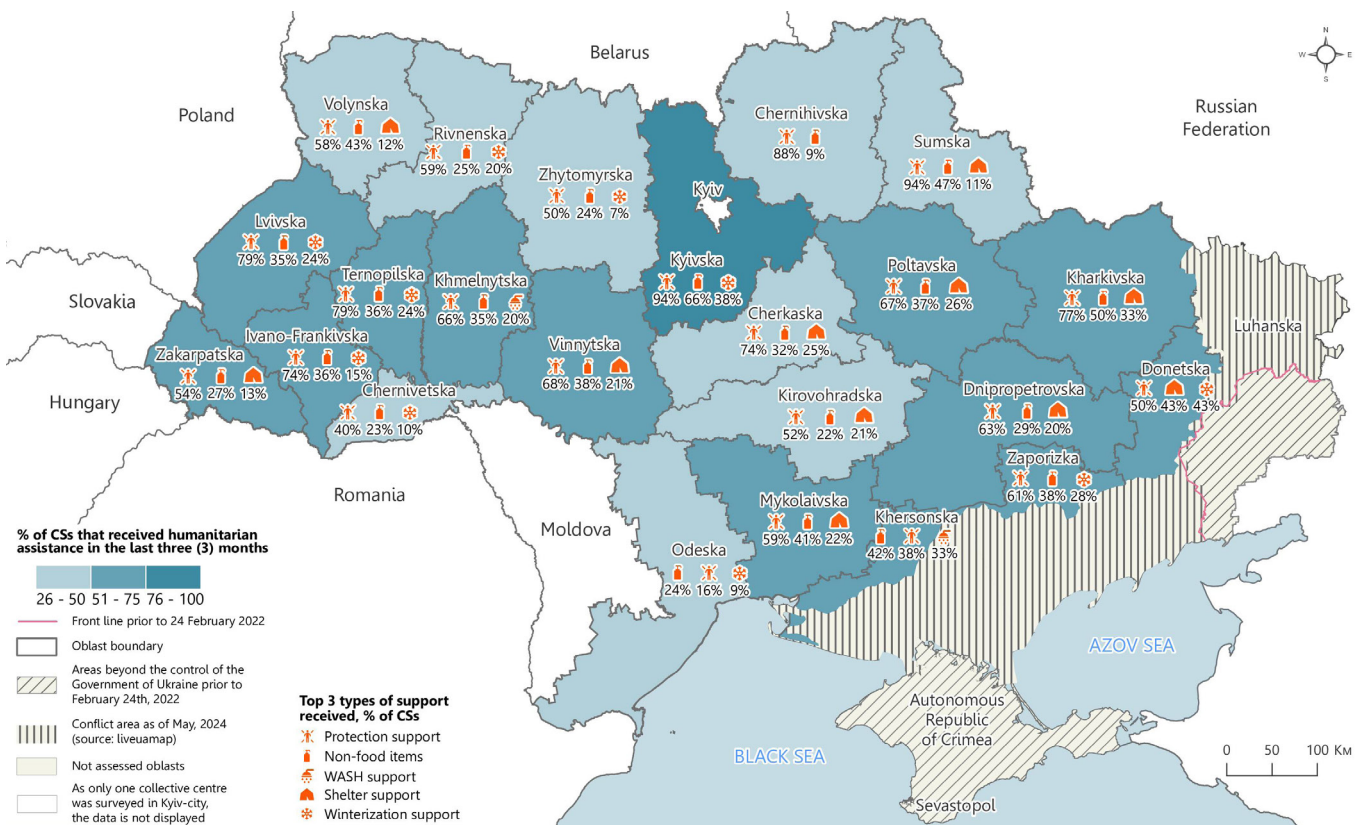 Belarus
Poland
Russian
Federation
N
W
E
S
Volynska
58% 43% 12%
Rivnenska
59% 25% 20%
Zhytomyrska
50% 24% 7%
Kyiv
Chernihivska
88% 9%
Sumska
94% 47% 11%
Lvivska
79% 35% 24%
Ternopilska
79% 36% 24%
Khmelnytska
66% 35% 20%
Kyivska
94% 66% 38%
Poltavska
67% 37% 26%
Kharkivska
77% 50% 33%
Luhanska
Slovakia
Cherkaska
74% 32% 25%
Ivano-Frankivska
74% 36% 15%
Vinnytska
68% 38% 21%
Zakarpatska
54% 27% 13%
Chernivetska
40% 23% 10%
Kirovohradska
52% 22% 21%
Dnipropetrovska
63% 29% 20%
Donetska
50% 43% 43%
Hungary
Zaporizka
61% 38% 28%
Romania
Moldova
Mykolaivska
59% 41% 22%
Khersonska
42% 38% 33%
Odeska
24% 16% 9%
AZOV SEA
BLACK SEA
Autonomous
Republic
of Crimea
Sevastopol
% of CSs that received humanitarian
assistance in the last three (3) months
26 - 50 51 - 75 76 - 100
Front line prior to 24 February 2022
Oblast boundary
Areas beyond the control of the
Government of Ukraine prior to
February 24th, 2022
Conflict area as of May, 2024
(source: liveuamap)
Not assessed oblasts
As only one collective centre
was surveyed in Kyiv-city,
the data is not displayed
Top 3 types of support
received, % of CSs
Protection support
Non-food items
WASH support
Shelter support
Winterization support
0 50 100 Км